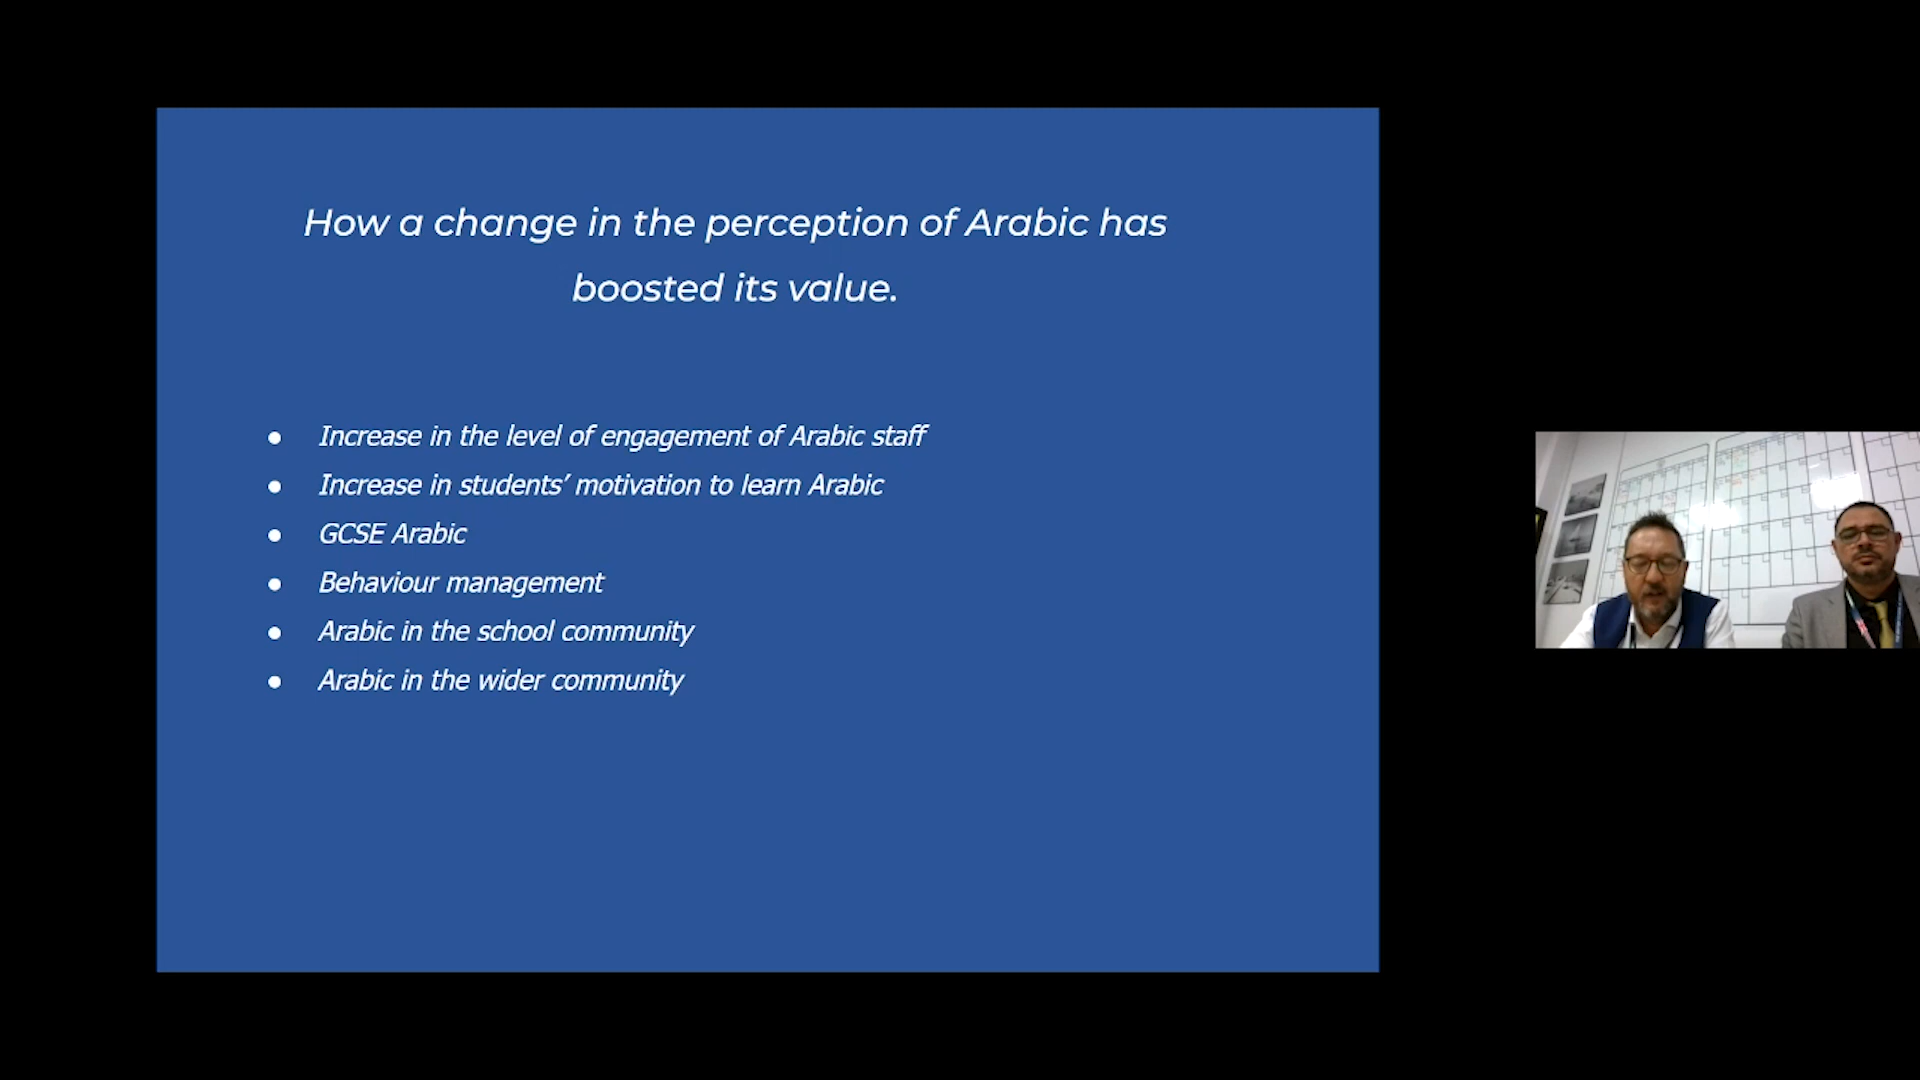 How a change in the perception of Arabic has
boosted its value.
● Increase in the level of engagement of Arabic staff
● Increase in students’ motivation to learn Arabic
● GCSE Arabic
● Behaviour management
● Arabic in the school community
● Arabic in the wider community